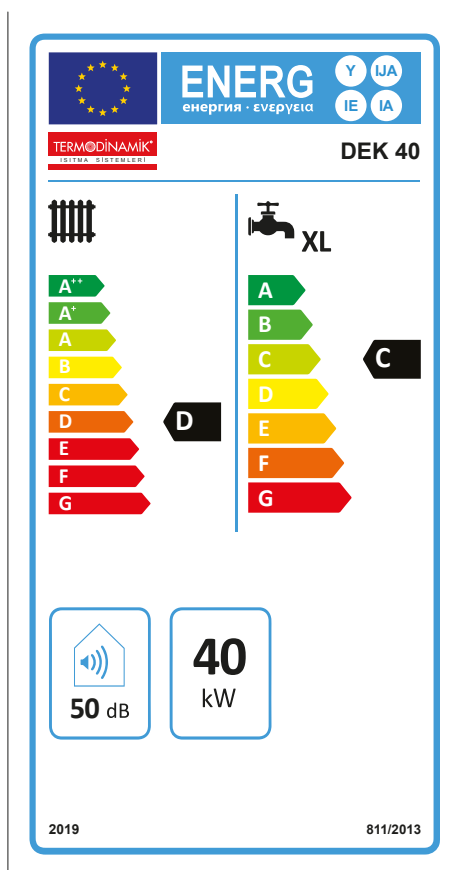 ENERG
енергия · ενεργεια
Y IJA
IE IA
TERMODİNAMİK
ISITMA SİSTEMLERİ
DEK 40
XL
A++
A+
A
B
C
D
E
F
G
D
A
B
C
D
E
F
G
C
50 dB
40
kW
2019
811/2013